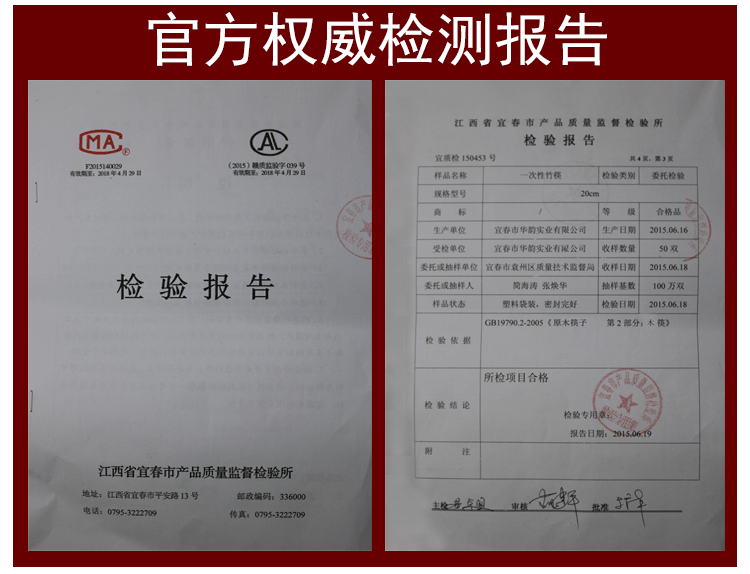 官方权威检测报告
MA
F
F2015140029
有效期至：2018年4月29日
AL
（2015）赣质监验字039号
有效期至：2018年4月29日
检验报告
江西省宜春市产品质量监督检验所
地址：江西省宜春市平安路13号 邮政编码：336000
电话：0795-3222709 传真：0795-3222709
江西省宜春市产品质量监督检验所
检验报告
宜质检150453号 共4页，第3页
样品名称 一次性竹筷 检验类别 委托检验
规格型号 20cm
商标 / 等级 合格品
生产单位 宜春市华韵实业有限公司 生产日期 2015.06.16
受检单位 宜春市华韵实业有限公司 收样数量 50双
委托或抽样单位 宜春市袁州区质量技术监督局 收样日期 2015.06.18
委托或抽样人 简海涛 张焕华 抽样基数 100万双
样品状态 塑料袋装，密封完好 检验日期 2015.06.18
检验依据 GB19790.2-2005《原木筷子 第2部分：木筷》
检验结论 所检项目合格
检验专用章：
报告日期：2015.06.19
附注
主检 审核 批准